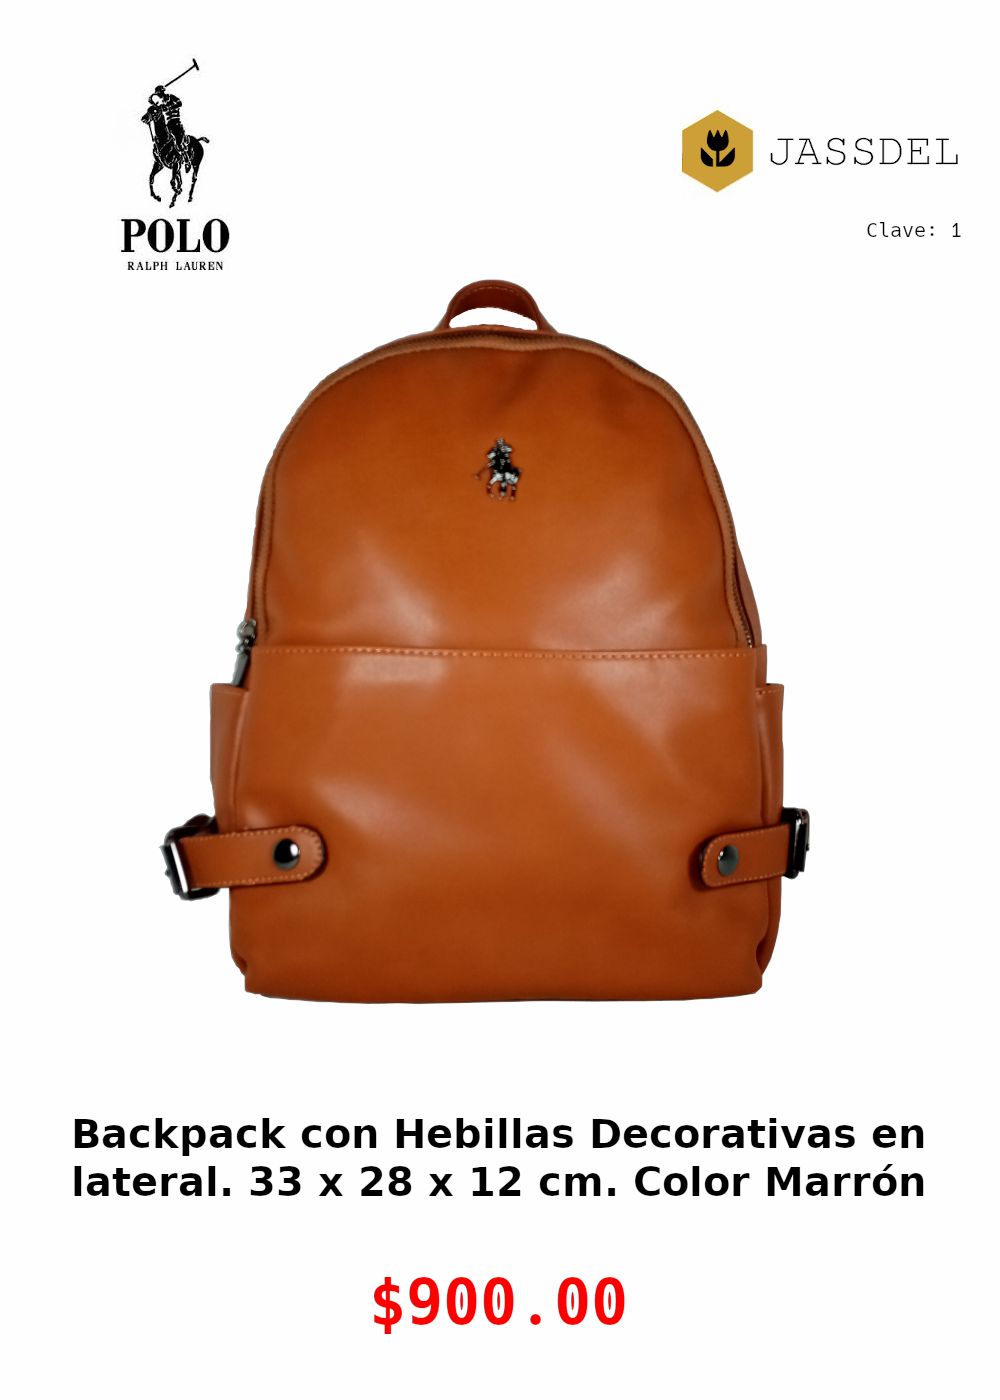 POLO
RALPH LAUREN
JASSDEL
Clave: 1
Backpack con Hebillas Decorativas en
lateral. 33 x 28 x 12 cm. Color Marrón
$900.00